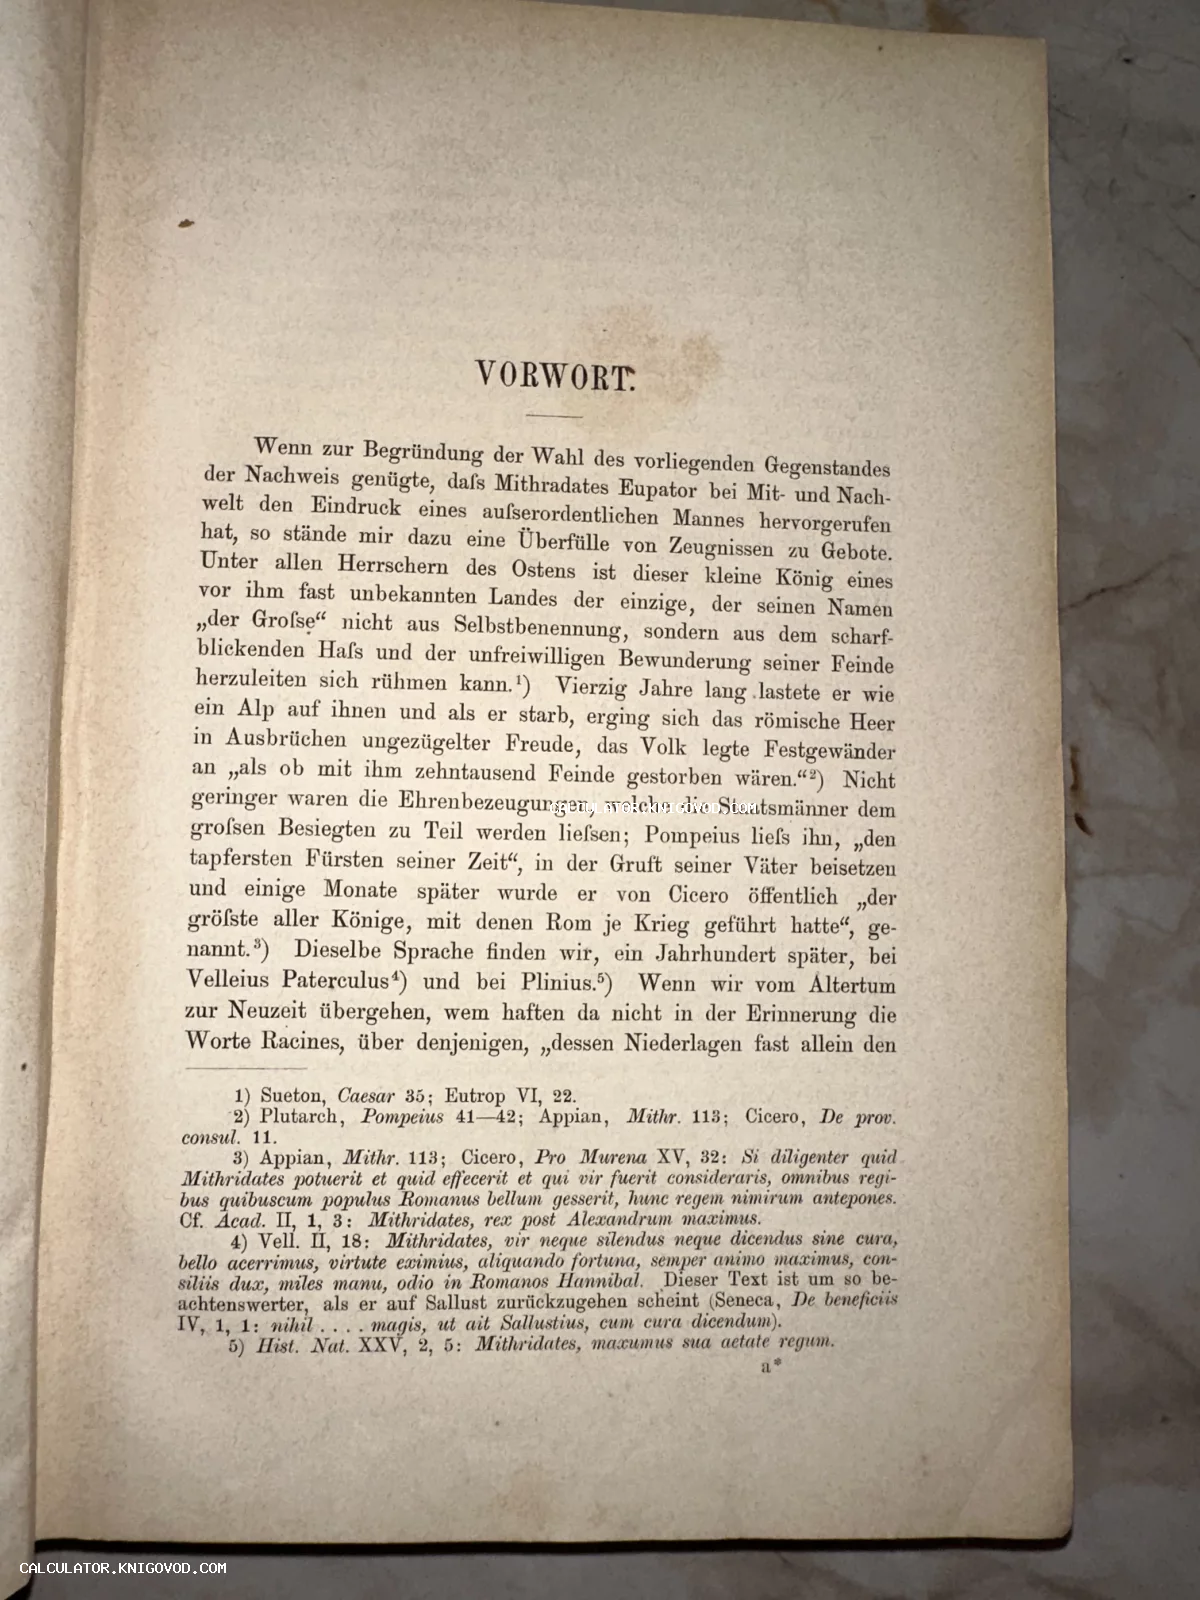 VORWORT.
Wenn zur Begründung der Wahl des vorliegenden Gegenstandes
der Nachweis genügte, daſs Mithradates Eupator bei Mit- und Nach-
welt den Eindruck eines auſserordentlichen Mannes hervorgerufen
hat, so stände mir dazu eine Überfülle von Zeugnissen zu Gebote.
Unter allen Herrschern des Ostens ist dieser kleine König eines
vor ihm fast unbekannten Landes der einzige, der seinen Namen
„der Groſse“ nicht aus Selbstbenennung, sondern aus dem scharf-
blickenden Haſs und der unfreiwilligen Bewunderung seiner Feinde
herzuleiten sich rühmen kann.¹) Vierzig Jahre lang lastete er wie
ein Alp auf ihnen und als er starb, erging sich das römische Heer
in Ausbrüchen ungezügelter Freude, das Volk legte Festgewänder
an „als ob mit ihm zehntausend Feinde gestorben wären.“²) Nicht
geringer waren die Ehrenbezeugungen, welche die Staatsmänner dem
groſsen Besiegten zu Teil werden lieſsen; Pompeius lieſs ihn, „den
tapfersten Fürsten seiner Zeit“, in der Gruft seiner Väter beisetzen
und einige Monate später wurde er von Cicero öffentlich „der
gröſste aller Könige, mit denen Rom je Krieg geführt hatte“, ge-
nannt.³) Dieselbe Sprache finden wir, ein Jahrhundert später, bei
Velleius Paterculus⁴) und bei Plinius.⁵) Wenn wir vom Altertum
zur Neuzeit übergehen, wem haften da nicht in der Erinnerung die
Worte Racines, über denjenigen, „dessen Niederlagen fast allein den
1) Sueton, Caesar 35; Eutrop VI, 22.
2) Plutarch, Pompeius 41—42; Appian, Mithr. 113; Cicero, De prov.
consul. 11.
3) Appian, Mithr. 113; Cicero, Pro Murena XV, 32: Si diligenter quid
Mithridates potuerit et quid effecerit et qui vir fuerit consideraris, omnibus regi-
bus quibuscum populus Romanus bellum gesserit, hunc regem nimirum antepones.
Cf. Acad. II, 1, 3: Mithridates, rex post Alexandrum maximus.
4) Vell. II, 18: Mithridates, vir neque silendus neque dicendus sine cura,
bello acerrimus, virtute eximius, aliquando fortuna, semper animo maximus, con-
siliis dux, miles manu, odio in Romanos Hannibal. Dieser Text ist um so be-
achtenswerter, als er auf Sallust zurückzugehen scheint (Seneca, De beneficiis
IV, 1, 1: nihil . . . . magis, ut ait Sallustius, cum cura dicendum).
5) Hist. Nat. XXV, 2, 5: Mithridates, maxumus sua aetate regum.
a*
CALCULATOR.KNIGOVOD.COM
CALCULATOR.KNIGOVOD.COM